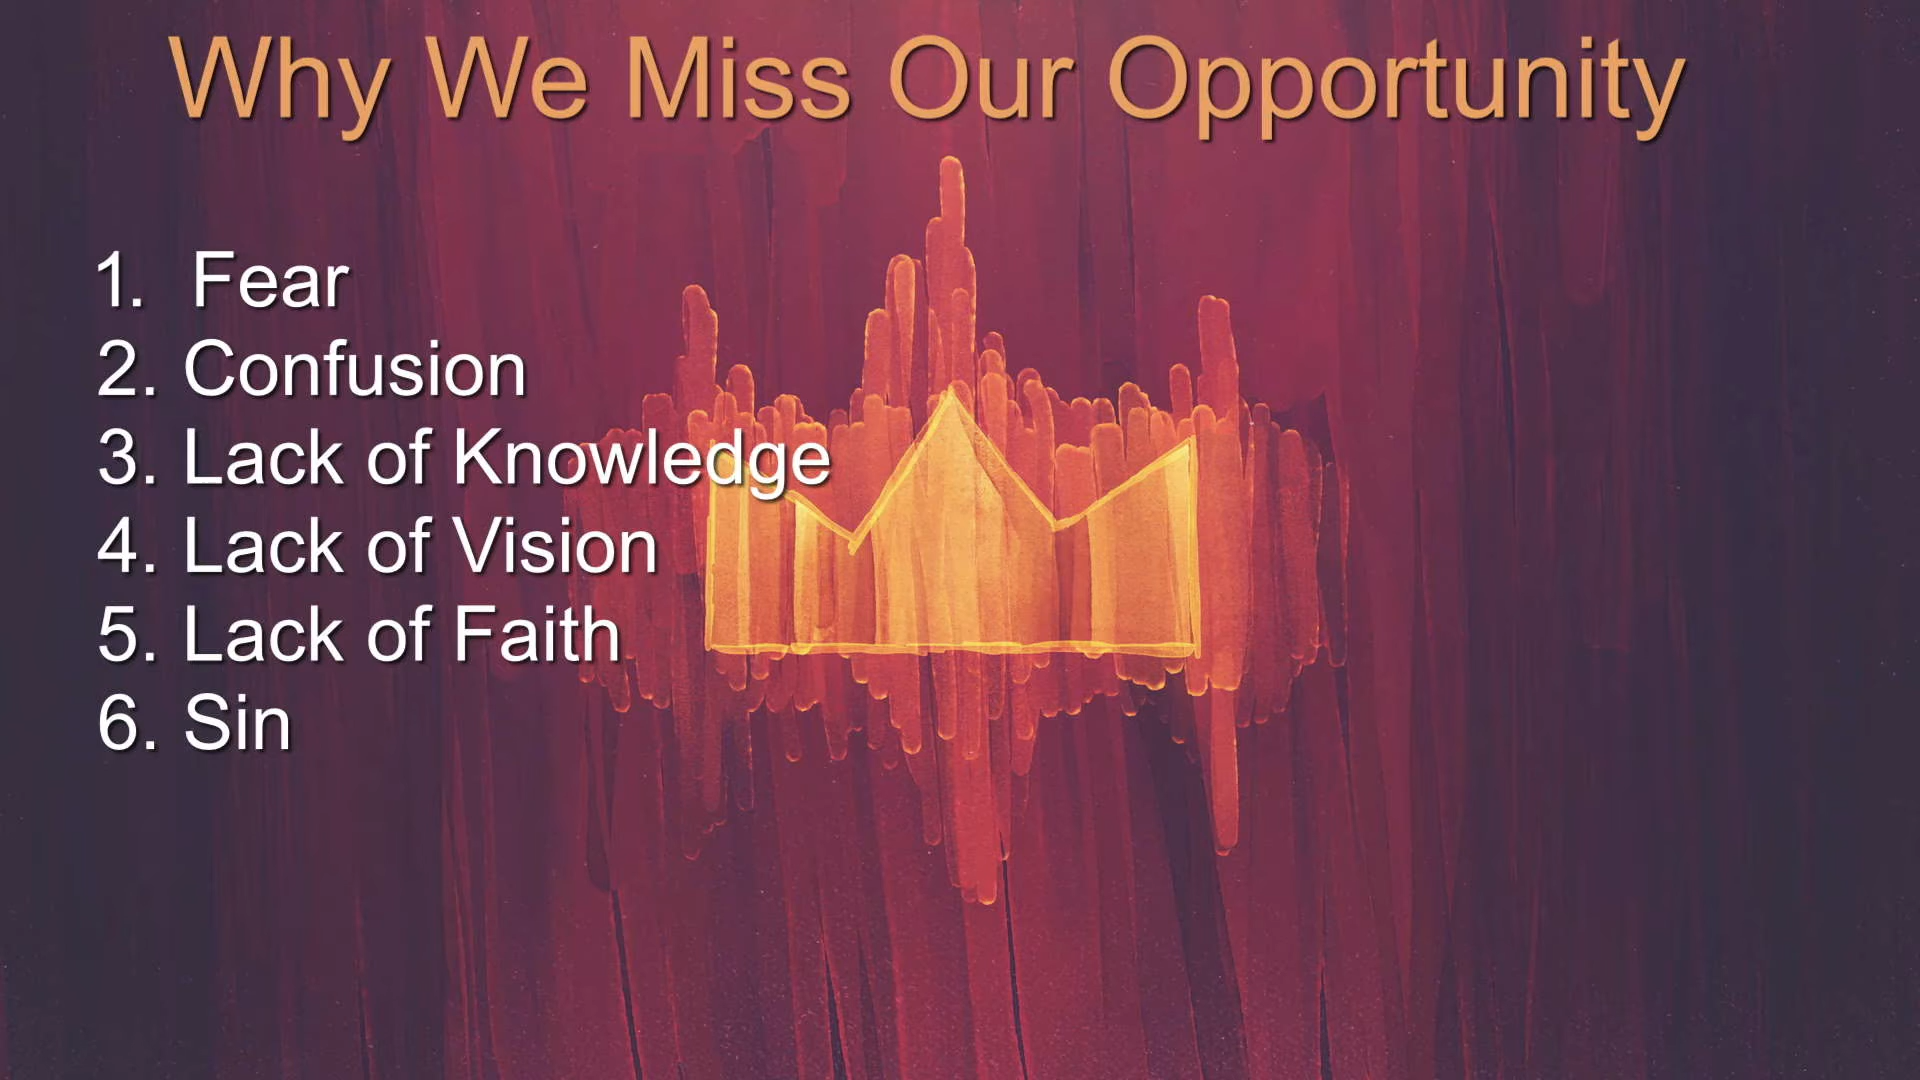 Why We Miss Our Opportunity
1. Fear
2. Confusion
3. Lack of Knowledge
4. Lack of Vision
5. Lack of Faith
6. Sin